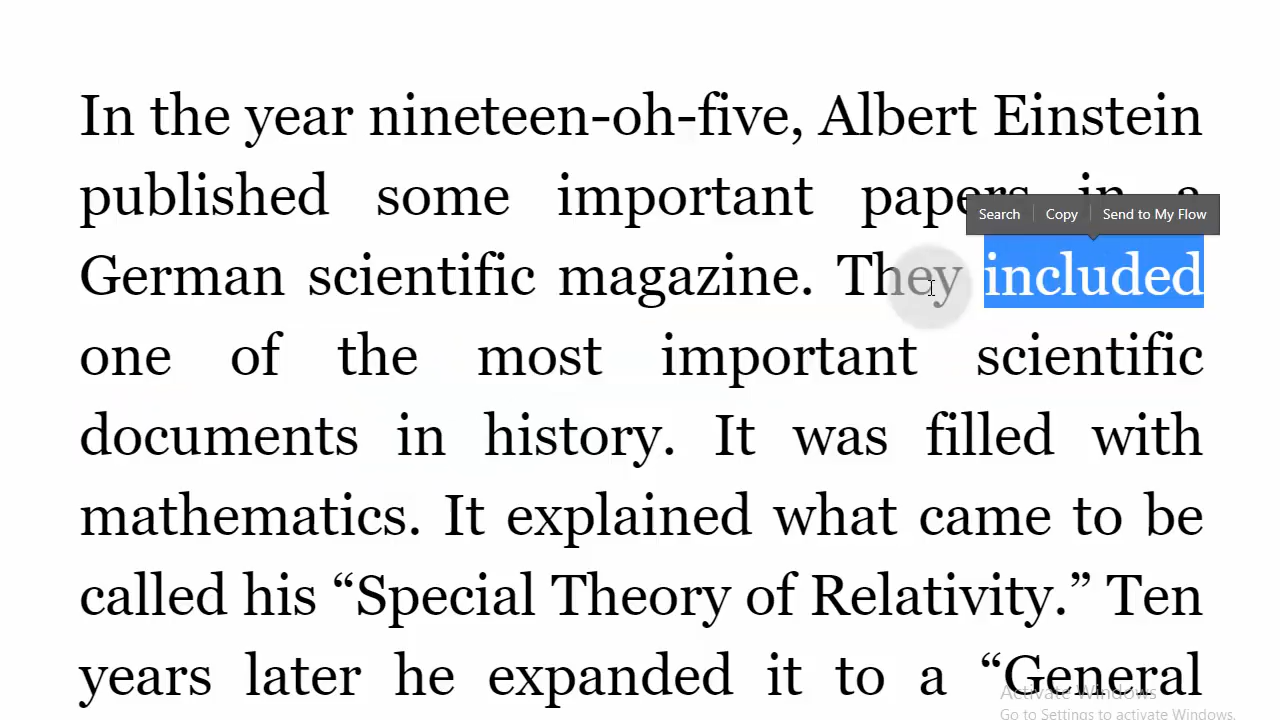 In the year nineteen-oh-five, Albert Einstein
published some important papers in a
Search Copy Send to My Flow
German scientific magazine. They included
one of the most important scientific
documents in history. It was filled with
mathematics. It explained what came to be
called his “Special Theory of Relativity.” Ten
years later he expanded it to a “General
Activate Windows
Go to Settings to activate Windows.